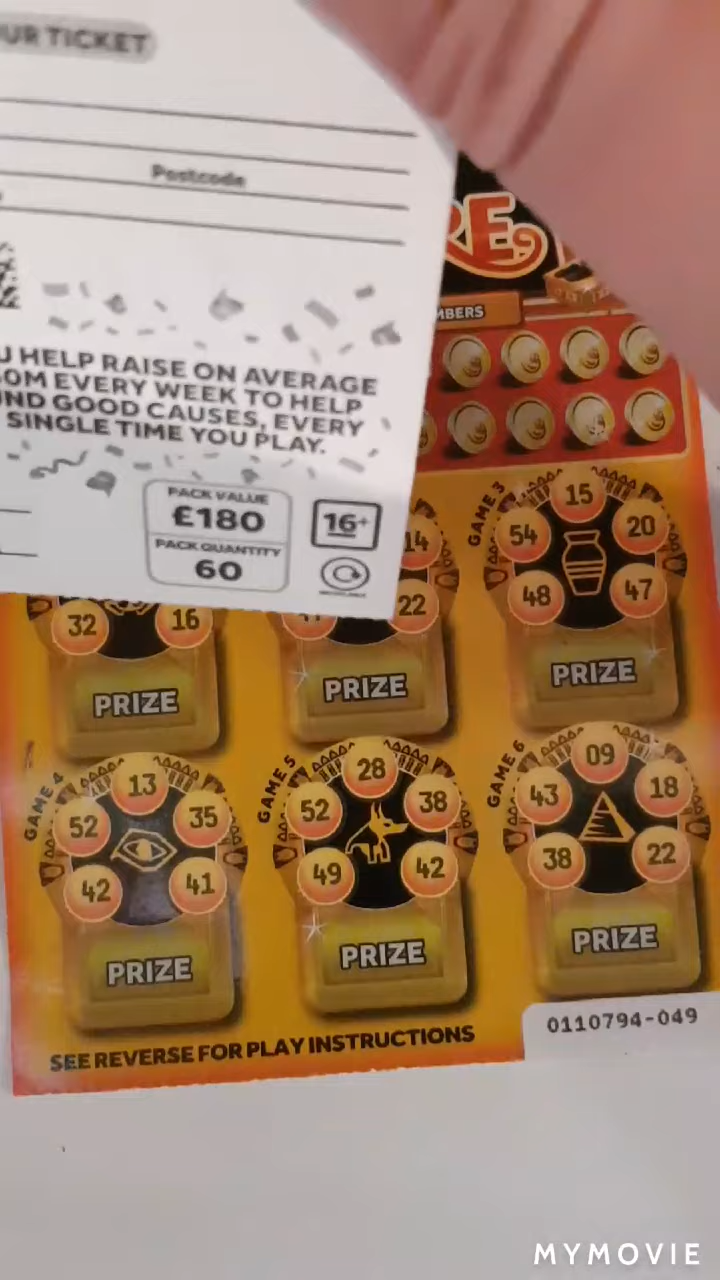 UR TICKET
Postcode
U HELP RAISE ON AVERAGE
0M EVERY WEEK TO HELP
ND GOOD CAUSES, EVERY
SINGLE TIME YOU PLAY.
PACK VALUE
£180
PACK QUANTITY
60
16+
RE
MBERS
32
16
PRIZE
14
22
PRIZE
GAME 3
15
54
20
48
47
PRIZE
GAME 4
13
52
35
42
41
PRIZE
GAME 5
28
52
38
49
42
PRIZE
GAME 6
09
43
18
38
22
PRIZE
SEE REVERSE FOR PLAY INSTRUCTIONS
0110794-049
MYMOVIE